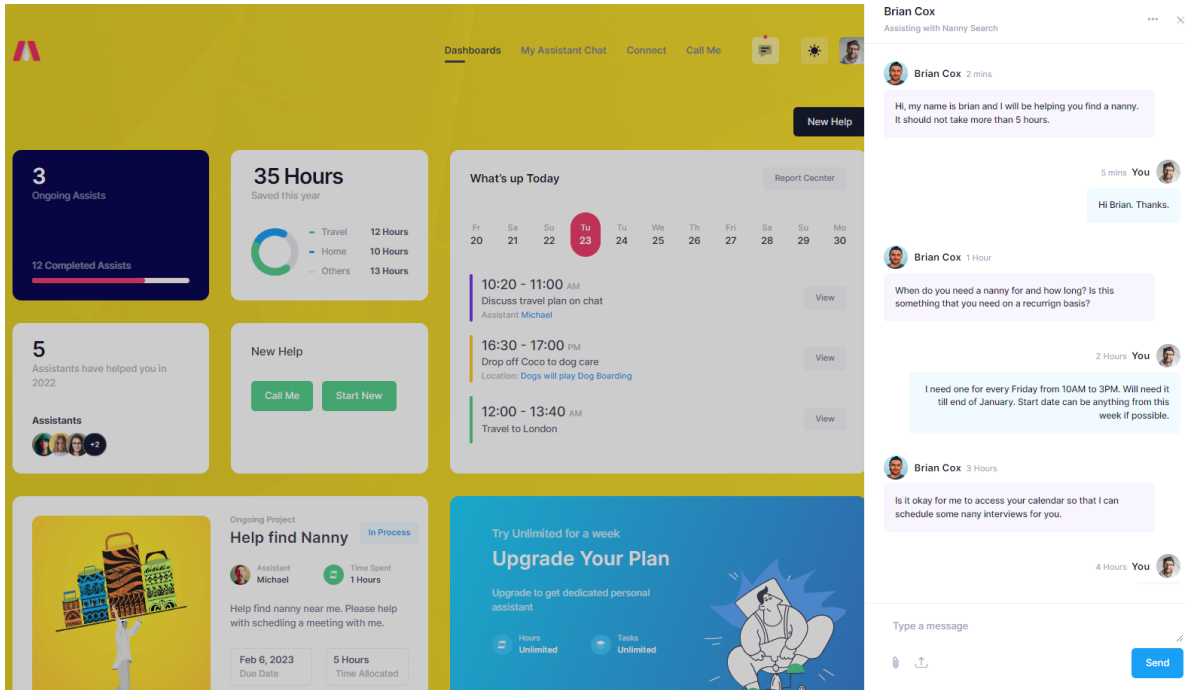 Dashboards
My Assistant Chat
Connect
Call Me
New Help
3
Ongoing Assists
12 Completed Assists
35 Hours
Saved this year
Travel 12 Hours
Home 10 Hours
Others 13 Hours
What's up Today
Report Cecnter
Fr Sa Su Tu Tu We Th Fri Sa Su Mo
20 21 22 23 24 25 26 27 28 29 30
10:20 - 11:00 AM
Discuss travel plan on chat
Assistant Michael
View
16:30 - 17:00 PM
Drop off Coco to dog care
Location: Dogs will play Dog Boarding
View
12:00 - 13:40 AM
Travel to London
View
5
Assistants have helped you in
2022
Assistants
+2
New Help
Call Me
Start New
Ongoing Project
Help find Nanny
In Process
Assistant
Michael
Time Spent
1 Hours
Help find nanny near me. Please help
with schedling a meeting with me.
Feb 6, 2023
Due Date
5 Hours
Time Allocated
Try Unlimited for a week
Upgrade Your Plan
Upgrade to get dedicated personal
assistant
Hours
Unlimited
Tasks
Unlimited
Brian Cox
Assisting with Nanny Search
Brian Cox 2 mins
Hi, my name is brian and I will be helping you find a nanny.
It should not take more than 5 hours.
5 mins You
Hi Brian. Thanks.
Brian Cox 1 Hour
When do you need a nanny for and how long? Is this
something that you need on a recurrign basis?
2 Hours You
I need one for every Friday from 10AM to 3PM. Will need it
till end of January. Start date can be anything from this
week if possible.
Brian Cox 3 Hours
Is it okay for me to access your calendar so that I can
schedule some nany interviews for you.
4 Hours You
Type a message
Send